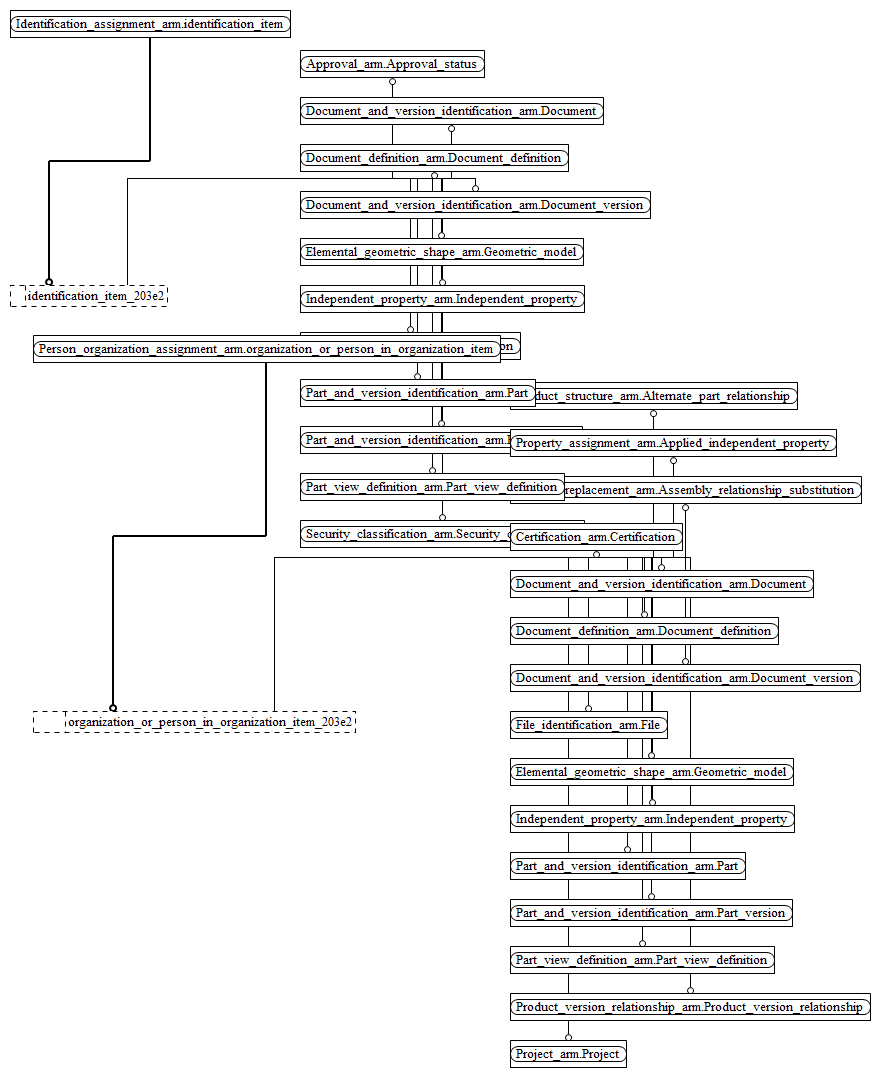 Identification_assignment_arm.identification_item
Approval_arm.Approval_status
Document_and_version_identification_arm.Document
Document_definition_arm.Document_definition
Document_and_version_identification_arm.Document_version
Elemental_geometric_shape_arm.Geometric_model
identification_item_203e2
Independent_property_arm.Independent_property
Person_organization_assignment_arm.organization_or_person_in_organization_item
Part_and_version_identification_arm.Part
duct_structure_arm.Alternate_part_relationship
Part_and_version_identification_arm.
Property_assignment_arm.Applied_independent_property
Part_view_definition_arm.Part_view_definition
replacement_arm.Assembly_relationship_substitution
Security_classification_arm.Security_
Certification_arm.Certification
Document_and_version_identification_arm.Document
Document_definition_arm.Document_definition
Document_and_version_identification_arm.Document_version
organization_or_person_in_organization_item_203e2
File_identification_arm.File
Elemental_geometric_shape_arm.Geometric_model
Independent_property_arm.Independent_property
Part_and_version_identification_arm.Part
Part_and_version_identification_arm.Part_version
Part_view_definition_arm.Part_view_definition
Product_version_relationship_arm.Product_version_relationship
Project_arm.Project